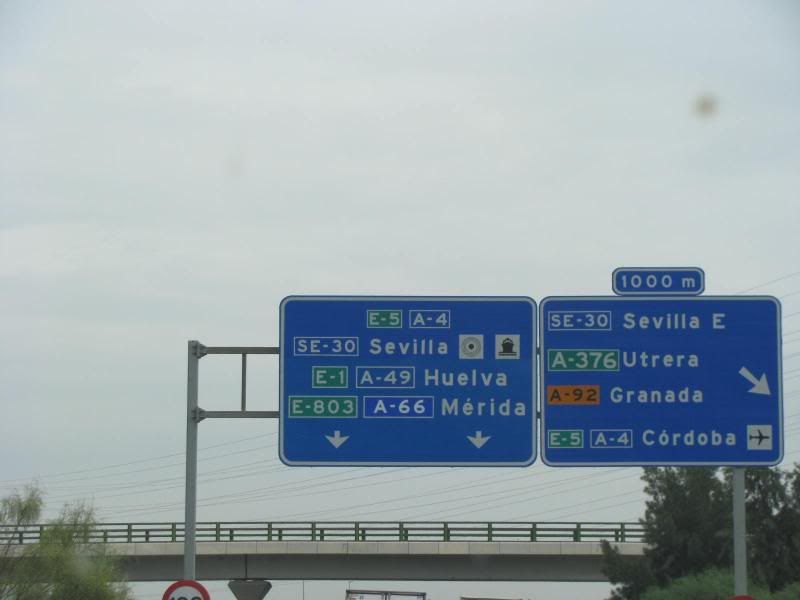 E-5 A-4
SE-30 Sevilla
E-1 A-49 Huelva
E-803 A-66 Mérida
1000 m
SE-30 Sevilla E
A-376 Utrera
A-92 Granada
E-5 A-4 Córdoba